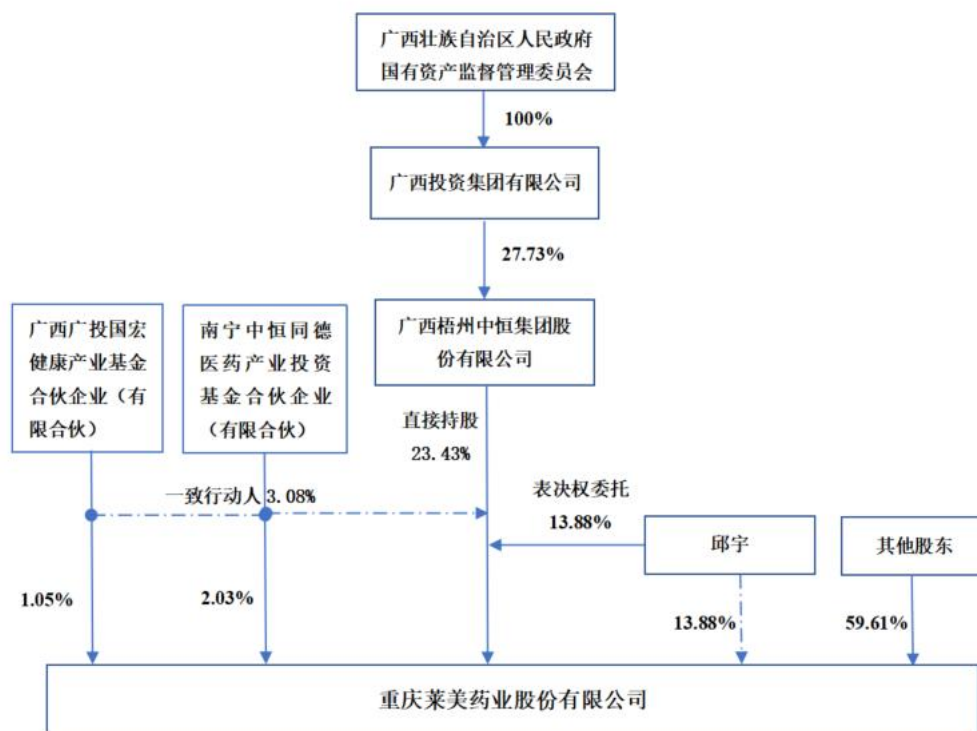 广西壮族自治区人民政府
国有资产监督管理委员会
100%
广西投资集团有限公司
27.73%
广西广投国宏
健康产业基金
合伙企业（有
限合伙）
南宁中恒同德
医药产业投资
基金合伙企业
（有限合伙）
广西梧州中恒集团股
份有限公司
直接持股
23.43%
一致行动人 3.08%
表决权委托
13.88%
邱宇
其他股东
1.05%
2.03%
13.88%
59.61%
重庆莱美药业股份有限公司